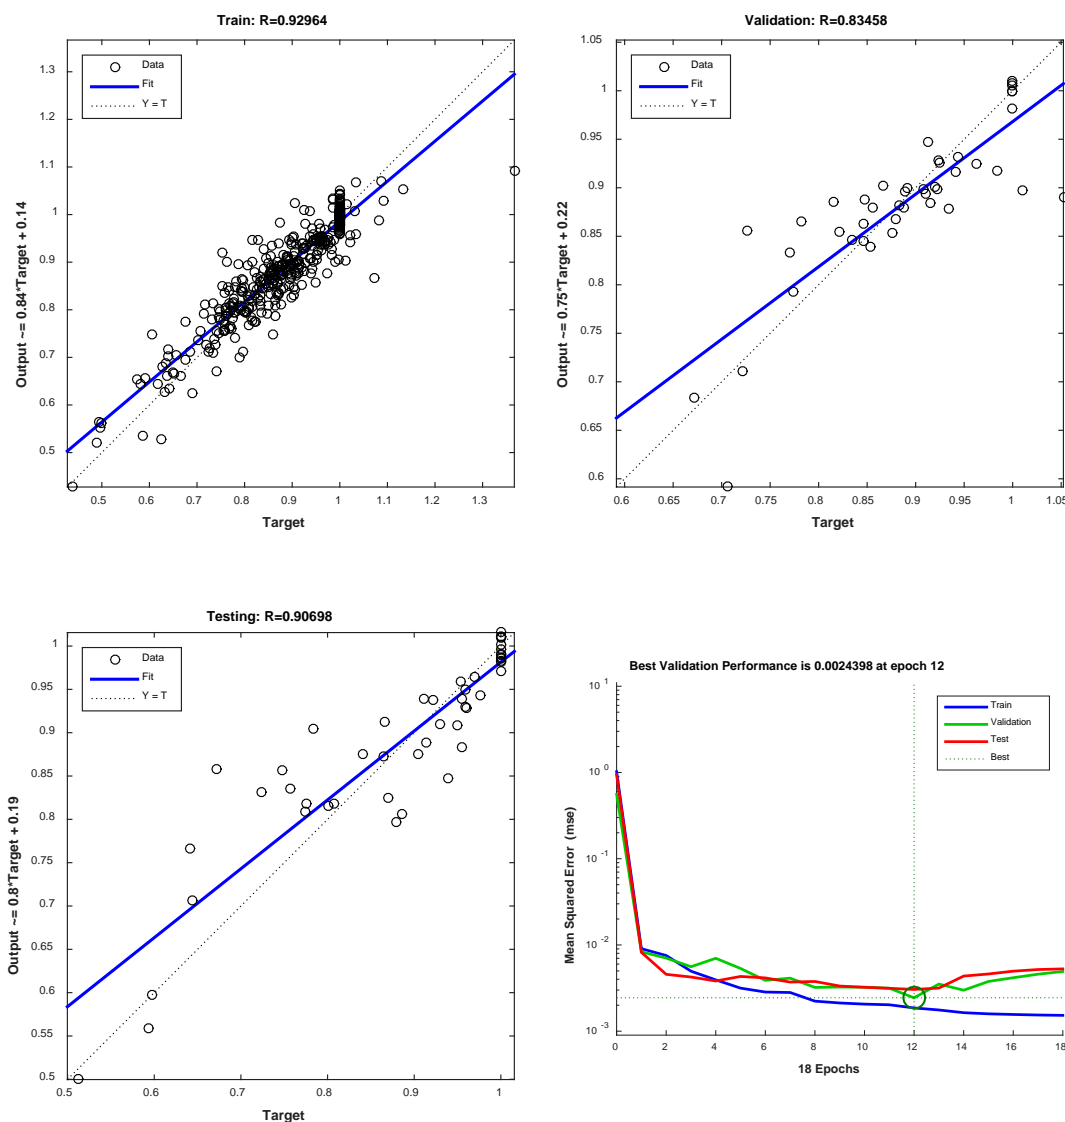 Train: R=0.92964
Data
Fit
Y = T
Output ~= 0.84*Target + 0.14
1.3
1.2
1.1
1
0.9
0.8
0.7
0.6
0.5
0.5 0.6 0.7 0.8 0.9 1 1.1 1.2 1.3
Target
Validation: R=0.83458
Data
Fit
Y = T
Output ~= 0.75*Target + 0.22
1.05
1
0.95
0.9
0.85
0.8
0.75
0.7
0.65
0.6
0.6 0.65 0.7 0.75 0.8 0.85 0.9 0.95 1 1.05
Target
Testing: R=0.90698
Data
Fit
Y = T
Output ~= 0.8*Target + 0.19
1
0.95
0.9
0.85
0.8
0.75
0.7
0.65
0.6
0.55
0.5
0.5 0.6 0.7 0.8 0.9 1
Target
Best Validation Performance is 0.0024398 at epoch 12
Train
Validation
Test
Best
Mean Squared Error (mse)
10 1
10 0
10 -1
10 -2
10 -3
0 2 4 6 8 10 12 14 16 18
18 Epochs